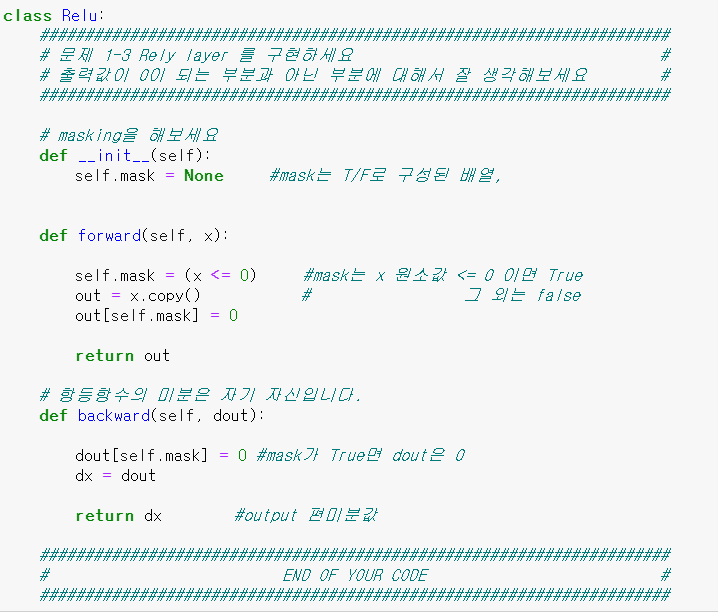 class Relu:
######################################################################
# 문제 1-3 Rely layer 를 구현하세요 #
# 출력값이 0이 되는 부분과 아닌 부분에 대해서 잘 생각해보세요 #
######################################################################
# masking을 해보세요
def __init__(self):
self.mask = None #mask는 T/F로 구성된 배열,
def forward(self, x):
self.mask = (x <= 0) #mask는 x 원소값 <= 0 이면 True
out = x.copy() # 그 외는 false
out[self.mask] = 0
return out
# 항등함수의 미분은 자기 자신입니다.
def backward(self, dout):
dout[self.mask] = 0 #mask가 True면 dout은 0
dx = dout
return dx #output 편미분값
######################################################################
# END OF YOUR CODE #
######################################################################